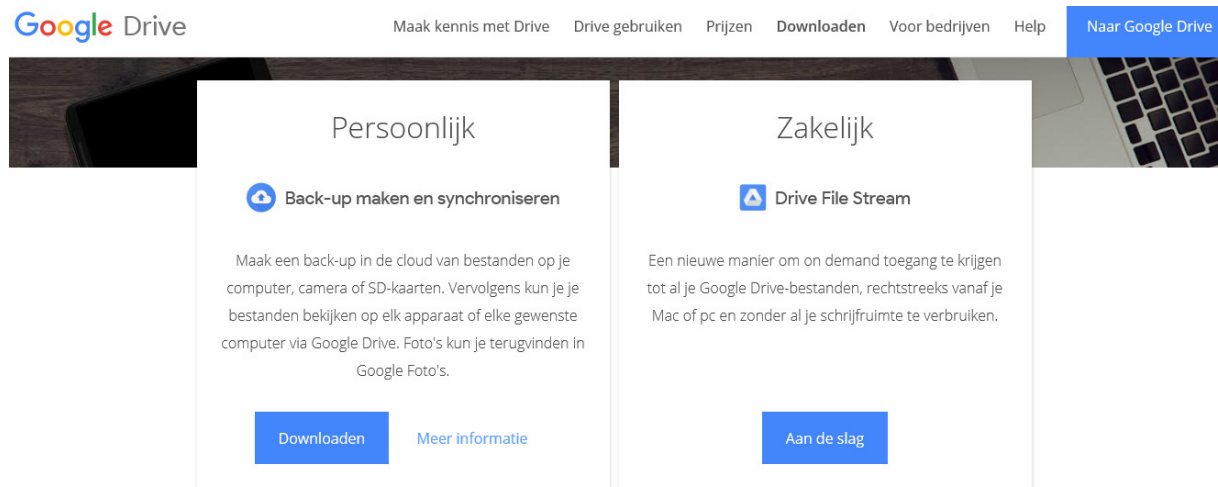 Google Drive
Maak kennis met Drive Drive gebruiken Prijzen Downloaden Voor bedrijven Help Naar Google Drive
Persoonlijk
Back-up maken en synchroniseren
Maak een back-up in de cloud van bestanden op je
computer, camera of SD-kaarten. Vervolgens kun je je
bestanden bekijken op elk apparaat of elke gewenste
computer via Google Drive. Foto's kun je terugvinden in
Google Foto's.
Downloaden Meer informatie
Zakelijk
Drive File Stream
Een nieuwe manier om on demand toegang te krijgen
tot al je Google Drive-bestanden, rechtstreeks vanaf je
Mac of pc en zonder al je schrijfruimte te verbruiken.
Aan de slag